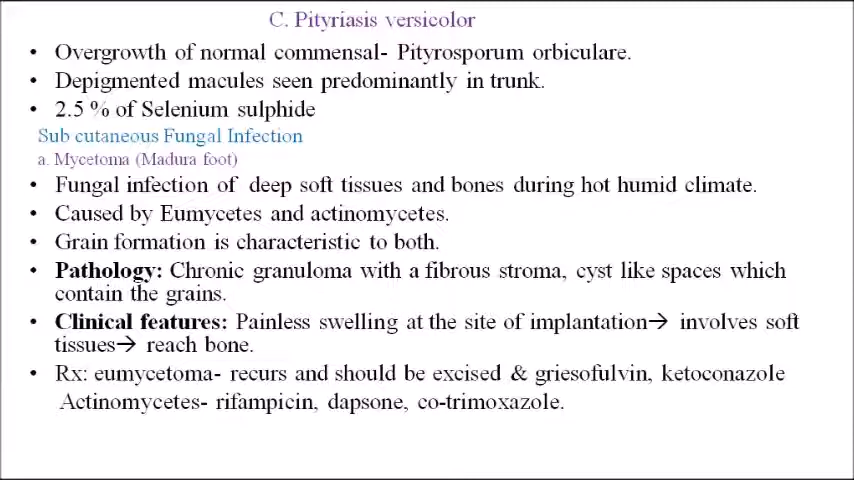 C. Pityriasis versicolor
• Overgrowth of normal commensal- Pityrosporum orbiculare.
• Depigmented macules seen predominantly in trunk.
• 2.5 % of Selenium sulphide
Sub cutaneous Fungal Infection
a. Mycetoma (Madura foot)
• Fungal infection of deep soft tissues and bones during hot humid climate.
• Caused by Eumycetes and actinomycetes.
• Grain formation is characteristic to both.
• Pathology: Chronic granuloma with a fibrous stroma, cyst like spaces which
contain the grains.
• Clinical features: Painless swelling at the site of implantation→ involves soft
tissues→ reach bone.
• Rx: eumycetoma- recurs and should be excised & griesofulvin, ketoconazole
Actinomycetes- rifampicin, dapsone, co-trimoxazole.